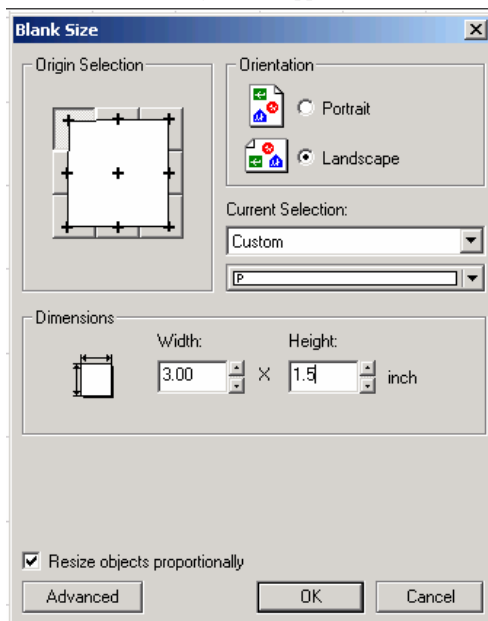 Blank Size
Origin Selection
Orientation
Portrait
Landscape
Current Selection:
Custom
P
Dimensions
Width:
Height:
3.00
X
1.5
inch
Resize objects proportionally
Advanced
OK
Cancel